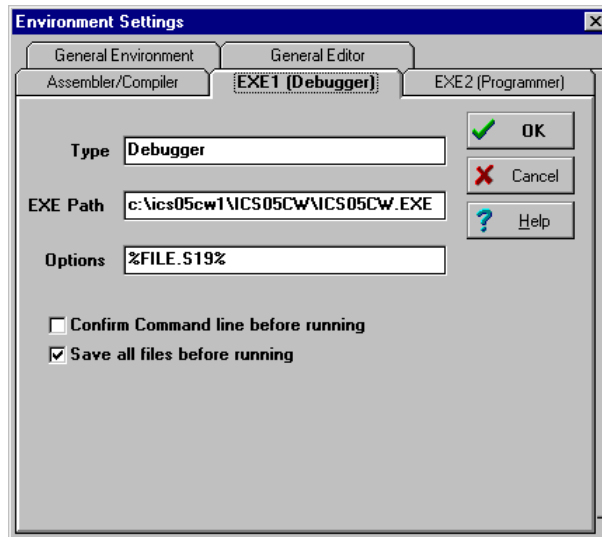 Environment Settings
General Environment
General Editor
Assembler/Compiler
EXE1 (Debugger)
EXE2 (Programmer)
Type
Debugger
EXE Path
c:\ics05cw1\ICS05CW\ICS05CW.EXE
Options
%FILE.S19%
Confirm Command line before running
Save all files before running
OK
Cancel
Help